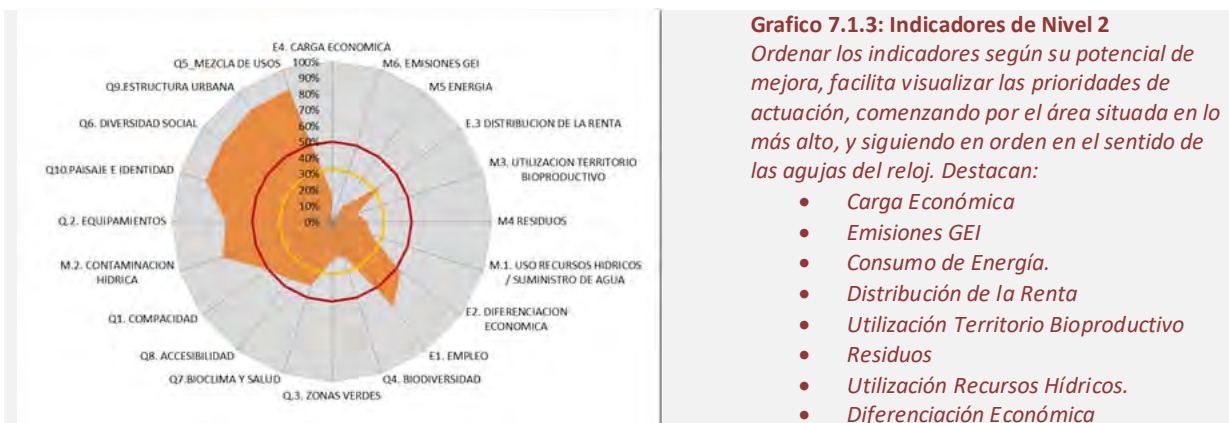 E4. CARGA ECONOMICA
M6. EMISIONES GEI
M5 ENERGIA
E.3 DISTRIBUCION DE LA RENTA
M3. UTILIZACION TERRITORIO
BIOPRODUCTIVO
M4 RESIDUOS
M.1. USO RECURSOS HIDRICOS
/ SUMINISTRO DE AGUA
E2. DIFERENCIACION
ECONOMICA
E1. EMPLEO
Q4. BIODIVERSIDAD
Q.3. ZONAS VERDES
Q7.BIOCLIMA Y SALUD
Q8. ACCESIBILIDAD
Q1. COMPACIDAD
M.2. CONTAMINACION
HIDRICA
Q.2. EQUIPAMIENTOS
Q10.PAISAJE E IDENTIDAD
Q6. DIVERSIDAD SOCIAL
Q9.ESTRUCTURA URBANA
Q5_MEZCLA DE USOS
100%
90%
80%
70%
60%
50%
40%
30%
20%
10%
0%
Grafico 7.1.3: Indicadores de Nivel 2
Ordenar los indicadores según su potencial de
mejora, facilita visualizar las prioridades de
actuación, comenzando por el área situada en lo
más alto, y siguiendo en orden en el sentido de
las agujas del reloj. Destacan:
• Carga Económica
• Emisiones GEI
• Consumo de Energía.
• Distribución de la Renta
• Utilización Territorio Bioproductivo
• Residuos
• Utilización Recursos Hídricos.
• Diferenciación Económica